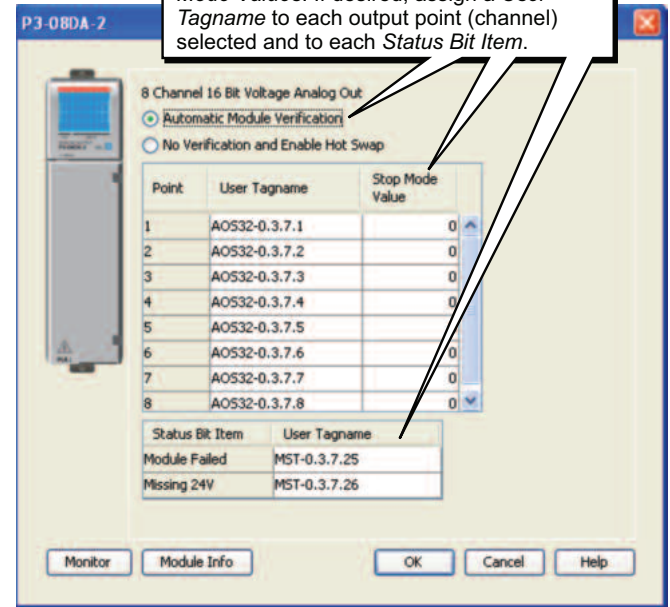 Tagname to each output point (channel)
selected and to each Status Bit Item.
P3-08DA-2
8 Channel 16 Bit Voltage Analog Out
Automatic Module Verification
No Verification and Enable Hot Swap
Point User Tagname Stop Mode Value
1 AOS32-0.3.7.1 0
2 AOS32-0.3.7.2 0
3 AOS32-0.3.7.3 0
4 AOS32-0.3.7.4 0
5 AOS32-0.3.7.5
6 AOS32-0.3.7.6 0
7 AOS32-0.3.7.7 0
8 AOS32-0.3.7.8 0
Status Bit Item User Tagname
Module Failed MST-0.3.7.25
Missing 24V MST-0.3.7.26
Monitor Module Info OK Cancel Help